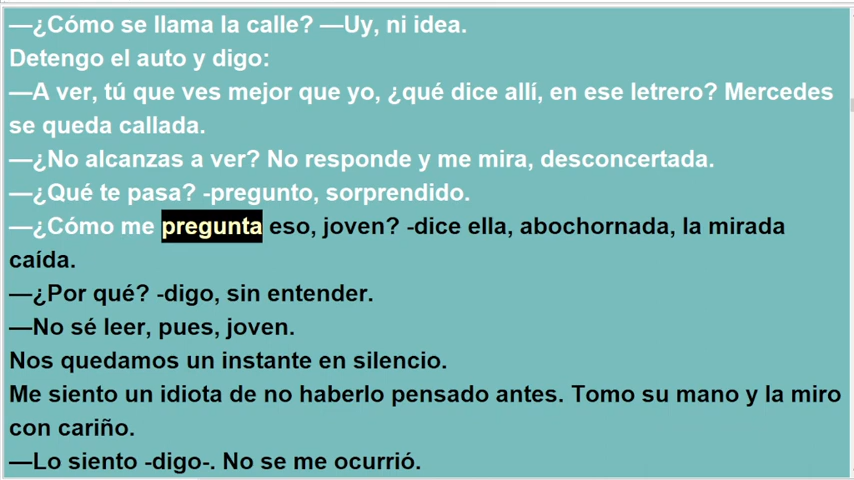 —¿Cómo se llama la calle? —Uy, ni idea.
Detengo el auto y digo:
—A ver, tú que ves mejor que yo, ¿qué dice allí, en ese letrero? Mercedes
se queda callada.
—¿No alcanzas a ver? No responde y me mira, desconcertada.
—¿Qué te pasa? -pregunto, sorprendido.
—¿Cómo me pregunta eso, joven? -dice ella, abochornada, la mirada
caída.
—¿Por qué? -digo, sin entender.
—No sé leer, pues, joven.
Nos quedamos un instante en silencio.
Me siento un idiota de no haberlo pensado antes. Tomo su mano y la miro
con cariño.
—Lo siento -digo-. No se me ocurrió.